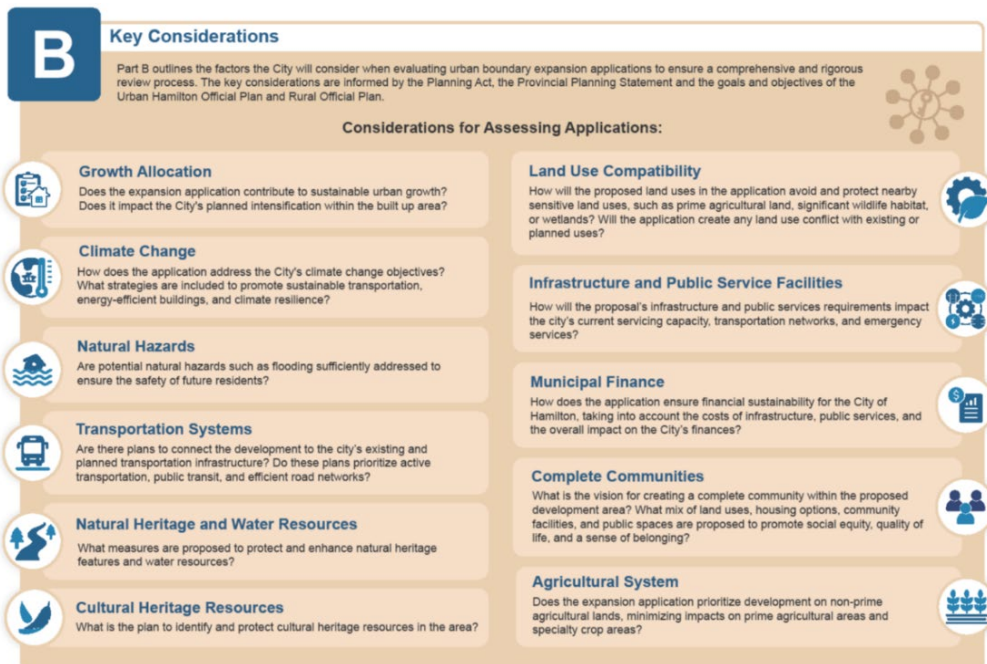 B
Key Considerations
Part B outlines the factors the City will consider when evaluating urban boundary expansion applications to ensure a comprehensive and rigorous
review process. The key considerations are informed by the Planning Act, the Provincial Planning Statement and the goals and objectives of the
Urban Hamilton Official Plan and Rural Official Plan.
Considerations for Assessing Applications:
Growth Allocation
Does the expansion application contribute to sustainable urban growth?
Does it impact the City's planned intensification within the built up area?
Climate Change
How does the application address the City's climate change objectives?
What strategies are included to promote sustainable transportation,
energy-efficient buildings, and climate resilience?
Natural Hazards
Are potential natural hazards such as flooding sufficiently addressed to
ensure the safety of future residents?
Transportation Systems
Are there plans to connect the development to the city's existing and
planned transportation infrastructure? Do these plans prioritize active
transportation, public transit, and efficient road networks?
Natural Heritage and Water Resources
What measures are proposed to protect and enhance natural heritage
features and water resources?
Cultural Heritage Resources
What is the plan to identify and protect cultural heritage resources in the area?
Land Use Compatibility
How will the proposed land uses in the application avoid and protect nearby
sensitive land uses, such as prime agricultural land, significant wildlife habitat,
or wetlands? Will the application create any land use conflict with existing or
planned uses?
Infrastructure and Public Service Facilities
How will the proposal's infrastructure and public services requirements impact
the city's current servicing capacity, transportation networks, and emergency
services?
Municipal Finance
How does the application ensure financial sustainability for the City of
Hamilton, taking into account the costs of infrastructure, public services, and
the overall impact on the City's finances?
Complete Communities
What is the vision for creating a complete community within the proposed
development area? What mix of land uses, housing options, community
facilities, and public spaces are proposed to promote social equity, quality of
life, and a sense of belonging?
Agricultural System
Does the expansion application prioritize development on non-prime
agricultural lands, minimizing impacts on prime agricultural areas and
specialty crop areas?